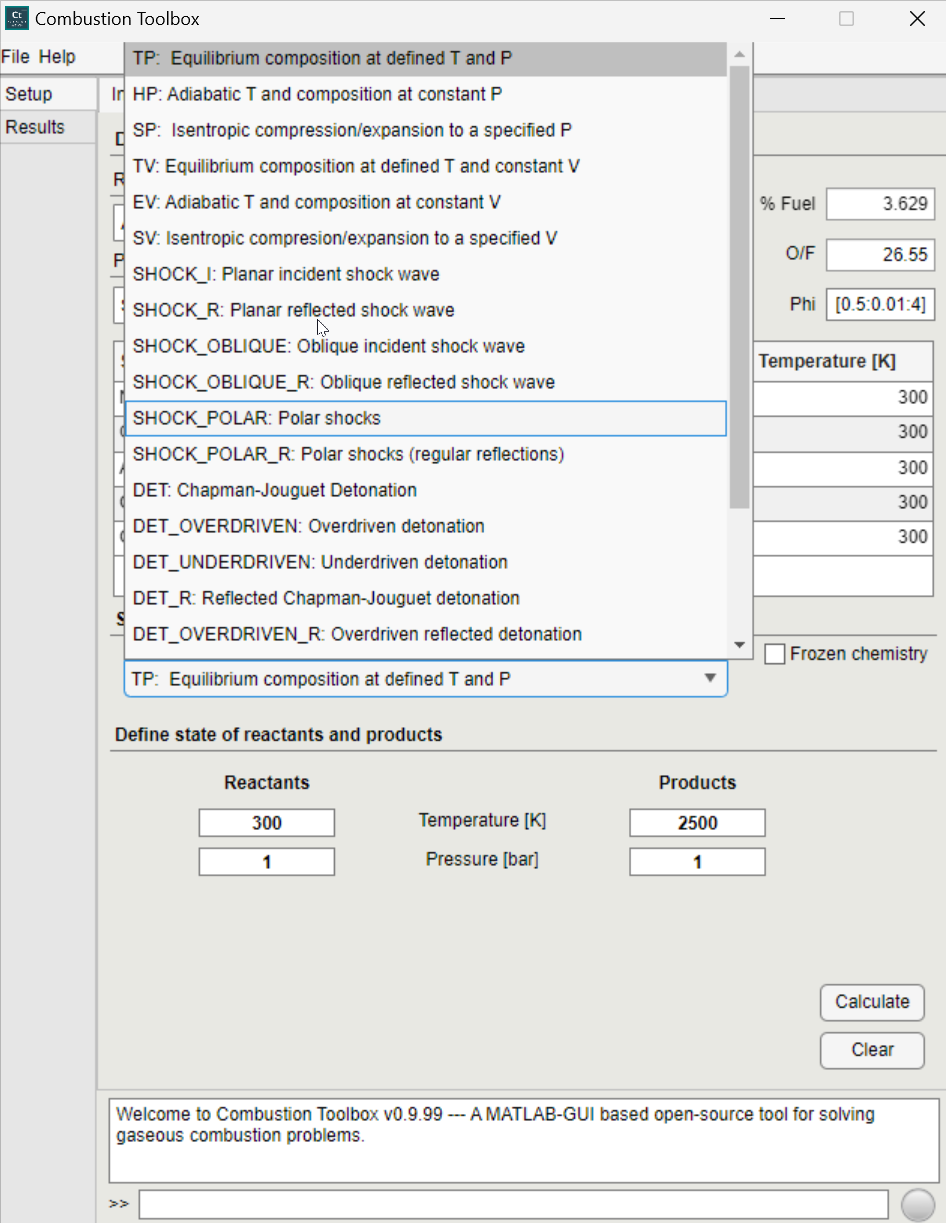 Ct
Combustion Toolbox
File Help
Setup
Results
TP: Equilibrium composition at defined T and P
HP: Adiabatic T and composition at constant P
SP: Isentropic compression/expansion to a specified P
TV: Equilibrium composition at defined T and constant V
EV: Adiabatic T and composition at constant V
SV: Isentropic compresion/expansion to a specified V
SHOCK_I: Planar incident shock wave
SHOCK_R: Planar reflected shock wave
SHOCK_OBLIQUE: Oblique incident shock wave
SHOCK_OBLIQUE_R: Oblique reflected shock wave
SHOCK_POLAR: Polar shocks
SHOCK_POLAR_R: Polar shocks (regular reflections)
DET: Chapman-Jouguet Detonation
DET_OVERDRIVEN: Overdriven detonation
DET_UNDERDRIVEN: Underdriven detonation
DET_R: Reflected Chapman-Jouguet detonation
DET_OVERDRIVEN_R: Overdriven reflected detonation
% Fuel 3.629
O/F 26.55
Phi [0.5:0.01:4]
Temperature [K]
300
300
300
300
300
Frozen chemistry
TP: Equilibrium composition at defined T and P
Define state of reactants and products
Reactants Products
300 Temperature [K] 2500
1 Pressure [bar] 1
Calculate
Clear
Welcome to Combustion Toolbox v0.9.99 --- A MATLAB-GUI based open-source tool for solving
gaseous combustion problems.
>>